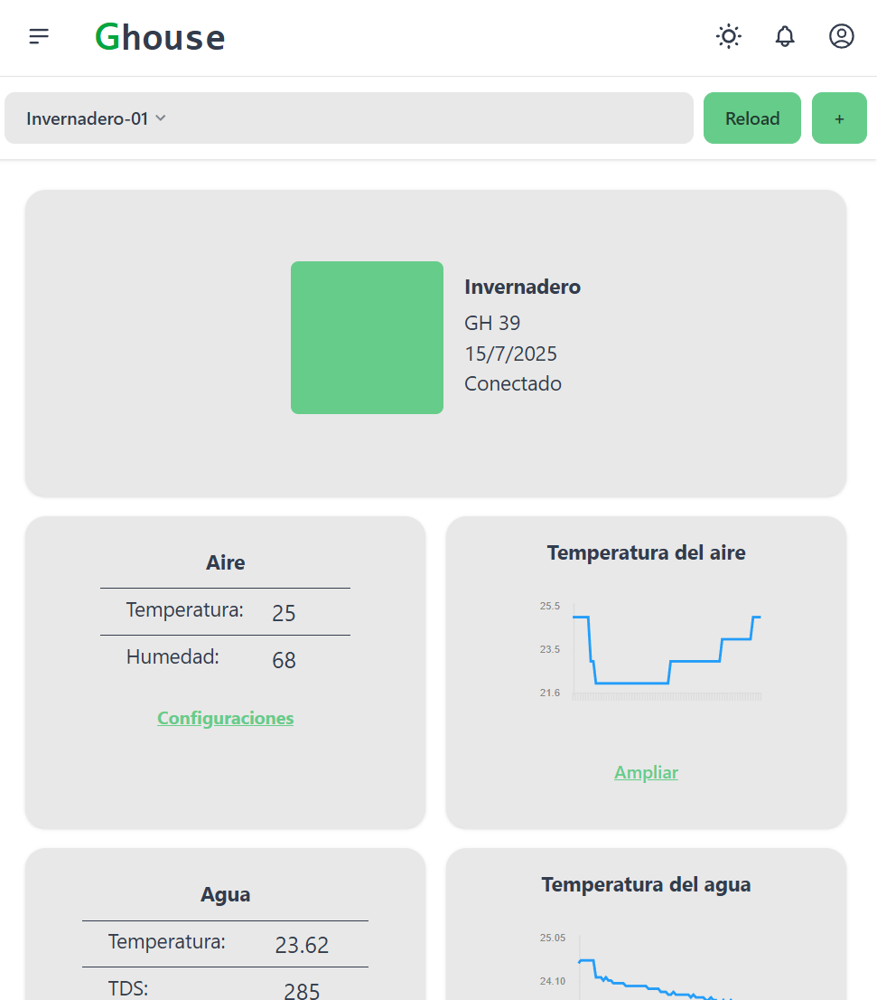 Ghouse
Invernadero-01
Reload
+
Invernadero
GH 39
15/7/2025
Conectado
Aire
Temperatura: 25
Humedad: 68
Configuraciones
Temperatura del aire
25.5
23.5
21.6
Ampliar
Agua
Temperatura: 23.62
TDS: 285
Temperatura del agua
25.05
24.10